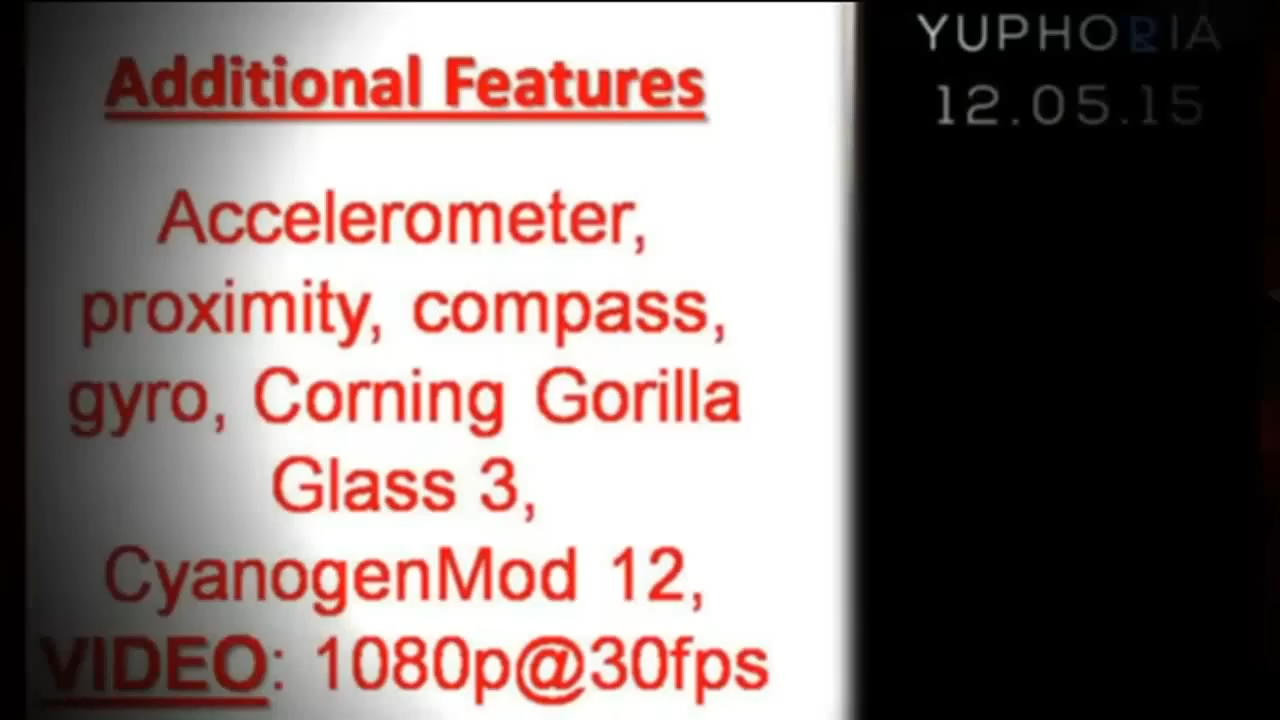 Additional Features
Accelerometer,
proximity, compass,
gyro, Corning Gorilla
Glass 3,
CyanogenMod 12,
VIDEO: 1080p@30fps
YUPHORIA
12.05.15